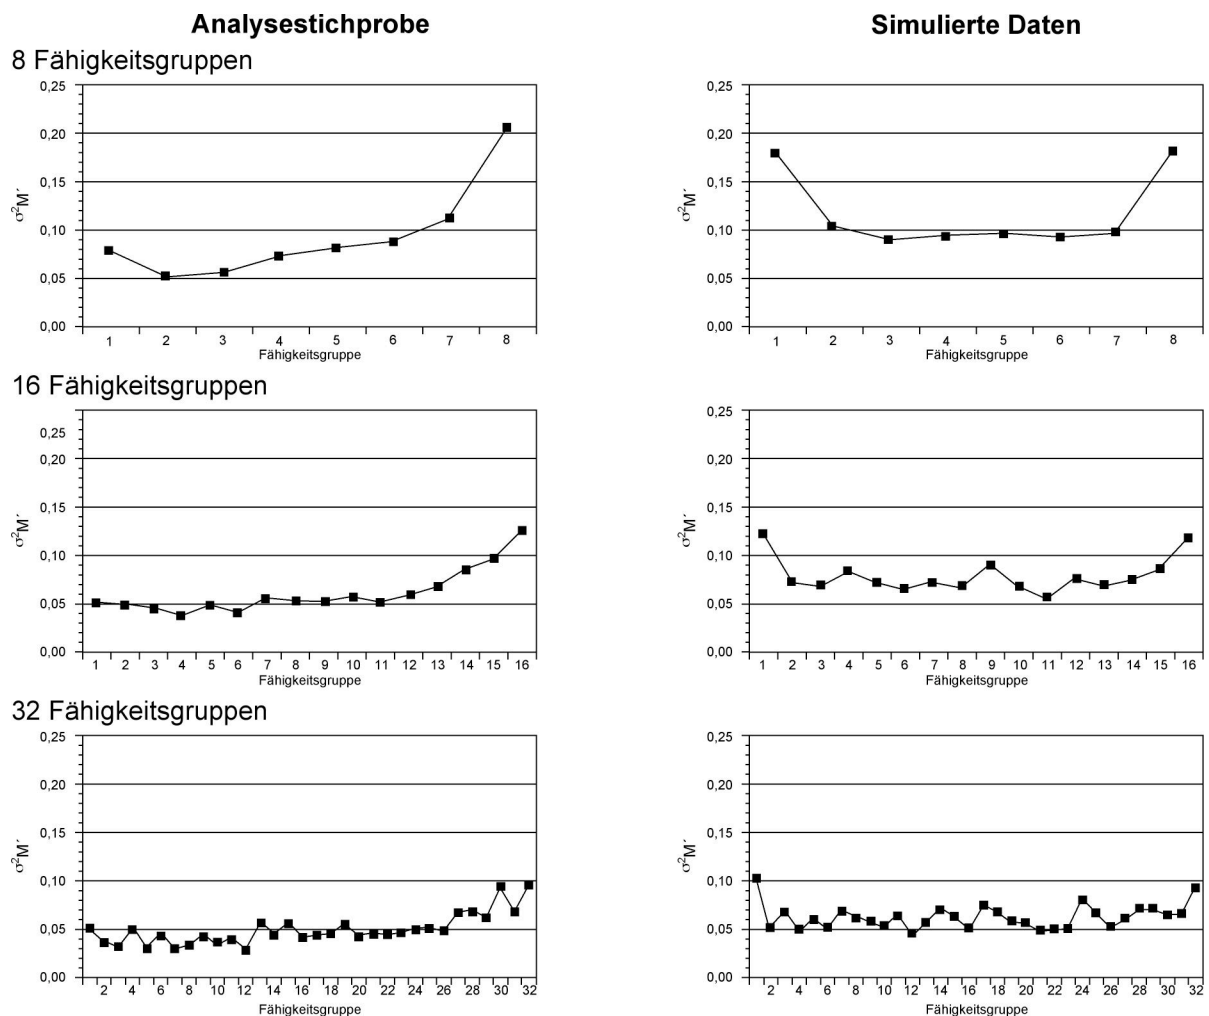 Analysestichprobe
Simulierte Daten
8 Fähigkeitsgruppen
0,25
0,20
0,15
0,10
0,05
0,00
σ²M´
1 2 3 4 5 6 7 8
Fähigkeitsgruppe
0,25
0,20
0,15
0,10
0,05
0,00
σ²M´
1 2 3 4 5 6 7 8
Fähigkeitsgruppe
16 Fähigkeitsgruppen
0,25
0,20
0,15
0,10
0,05
0,00
σ²M´
1 2 3 4 5 6 7 8 9 10 11 12 13 14 15 16
Fähigkeitsgruppe
0,25
0,20
0,15
0,10
0,05
0,00
σ²M´
1 2 3 4 5 6 7 8 9 10 11 12 13 14 15 16
Fähigkeitsgruppe
32 Fähigkeitsgruppen
0,25
0,20
0,15
0,10
0,05
0,00
σ²M´
2 4 6 8 10 12 14 16 18 20 22 24 26 28 30 32
Fähigkeitsgruppe
0,25
0,20
0,15
0,10
0,05
0,00
σ²M´
2 4 6 8 10 12 14 16 18 20 22 24 26 28 30 32
Fähigkeitsgruppe